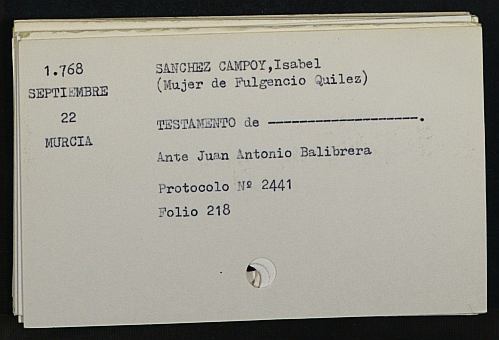 1.768
SEPTIEMBRE
22
MURCIA
SANCHEZ CAMPOY,Isabel
(Mujer de Fulgencio Quilez)
TESTAMENTO de -------------------.
Ante Juan Antonio Balibrera
Protocolo Nº 2441
Folio 218